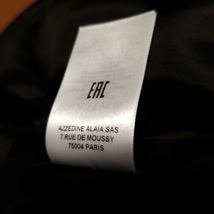 EAC
AZZEDINE ALAIA SAS
7 RUE DE MOUSSY
75004 PARIS